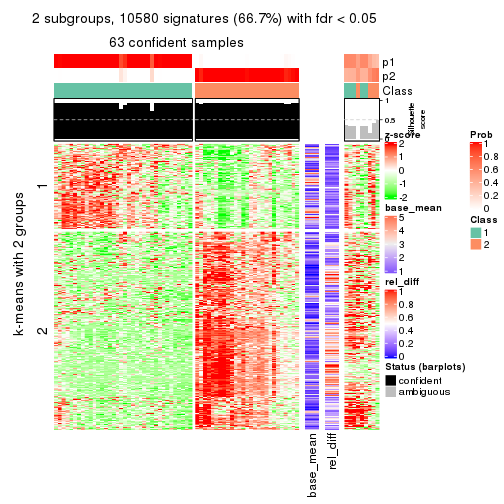 2 subgroups, 10580 signatures (66.7%) with fdr < 0.05
63 confident samples
p1
p2
Class
1
0.5
0
Silhouette
score
k-means with 2 groups
1
2
base_mean
rel_diff
z-score
2
1
0
-1
-2
base_mean
5
4
3
2
1
rel_diff
1
0.8
0.6
0.4
0.2
0
Status (barplots)
confident
ambiguous
Prob
1
0.8
0.6
0.4
0.2
0
Class
1
2